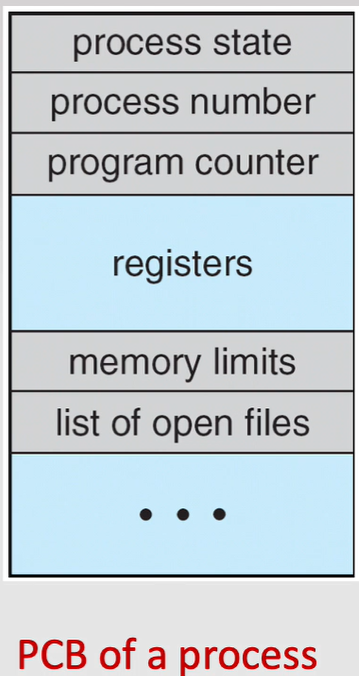 process state
process number
program counter
registers
memory limits
list of open files
• • •
PCB of a process